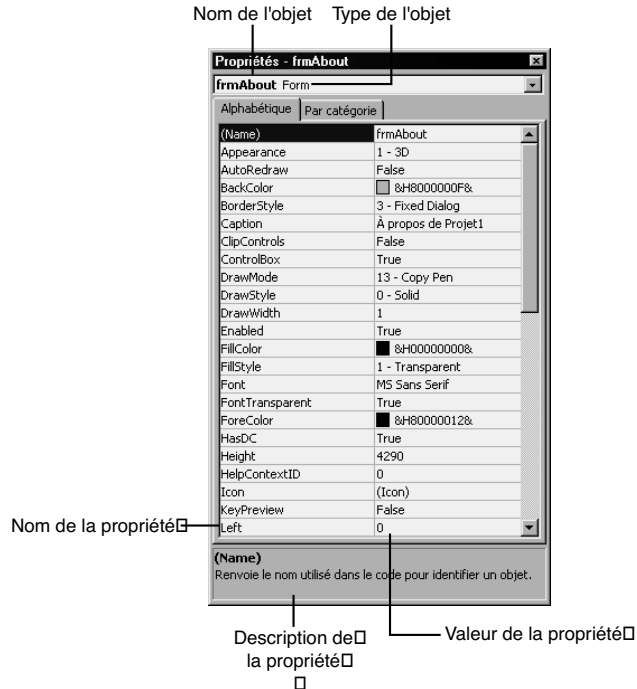 Nom de l'objet Type de l'objet
Propriétés - frmAbout
frmAbout Form
Alphabétique Par catégorie
(Name) frmAbout
Appearance 1 - 3D
AutoRedraw False
BackColor &H8000000F&
BorderStyle 3 - Fixed Dialog
Caption À propos de Projet1
ClipControls False
ControlBox True
DrawMode 13 - Copy Pen
DrawStyle 0 - Solid
DrawWidth 1
Enabled True
FillColor &H00000000&
FillStyle 1 - Transparent
Font MS Sans Serif
FontTransparent True
ForeColor &H80000012&
HasDC True
Height 4290
HelpContextID 0
Icon (Icon)
KeyPreview False
Nom de la propriété Left 0
(Name)
Renvoie le nom utilisé dans le code pour identifier un objet.
Description de Valeur de la propriété
la propriété